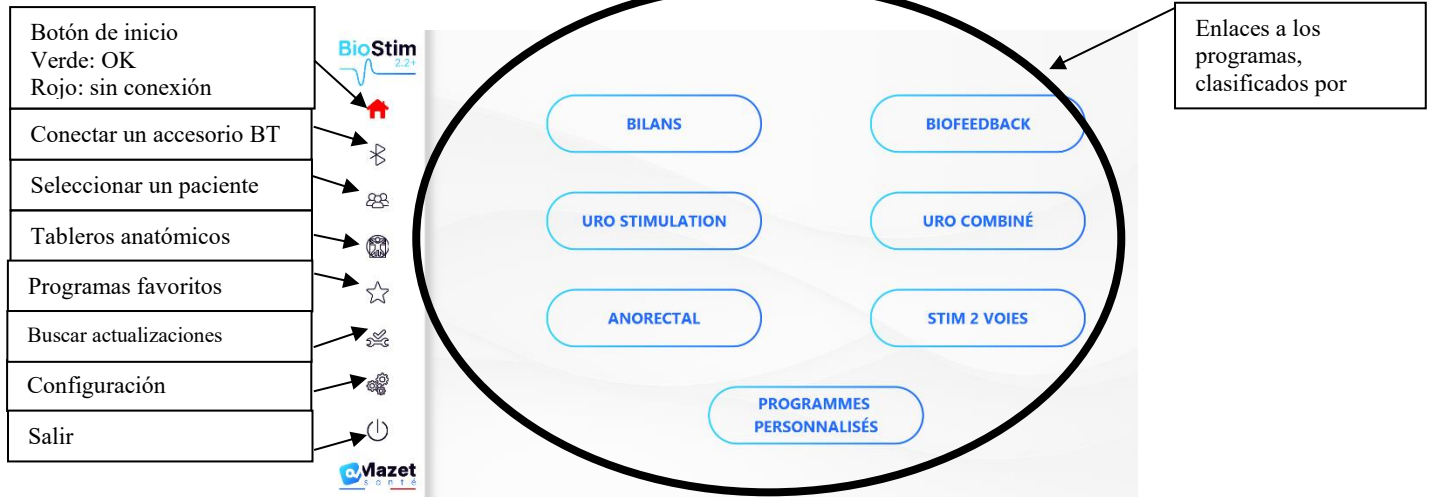 Botón de inicio
Verde: OK
Rojo: sin conexión
Conectar un accesorio BT
Seleccionar un paciente
Tableros anatómicos
Programas favoritos
Buscar actualizaciones
Configuración
Salir
BioStim
2.2+
Mazet
santé
BILANS
BIOFEEDBACK
URO STIMULATION
URO COMBINÉ
ANORECTAL
STIM 2 VOIES
PROGRAMMES
PERSONNALISÉS
Enlaces a los
programas,
clasificados por